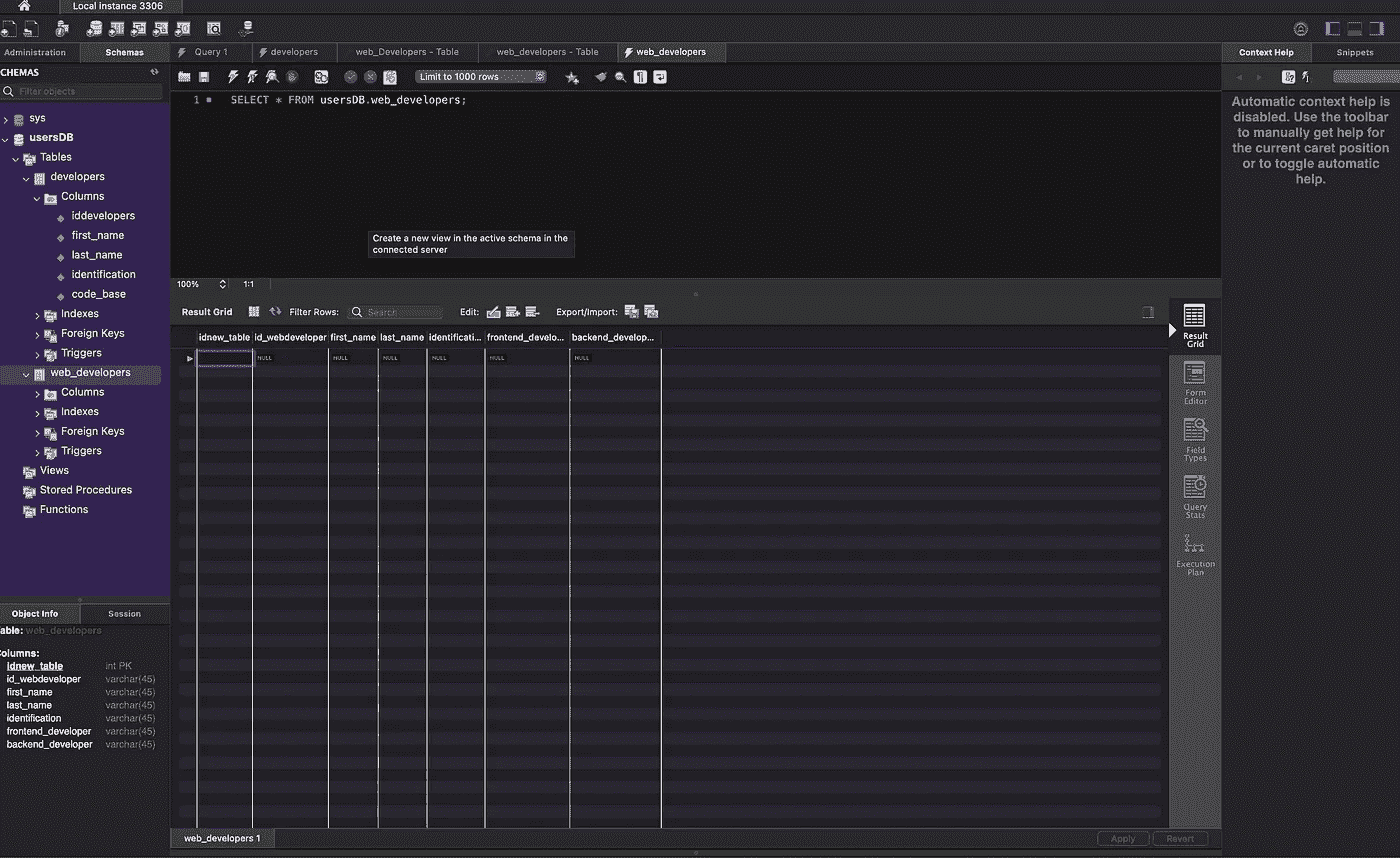 Local instance 3306
Administration
Schemas
Query 1
developers
web_Developers - Table
web_developers - Table
web_developers
Context Help
Snippets
CHEMAS
Filter objects
Limit to 1000 rows
1
SELECT * FROM usersDB.web_developers;
Automatic context help is
disabled. Use the toolbar
to manually get help for
the current caret position
or to toggle automatic
help.
sys
usersDB
Tables
developers
Columns
iddevelopers
first_name
last_name
identification
code_base
Indexes
Foreign Keys
Triggers
web_developers
Columns
Indexes
Foreign Keys
Triggers
Views
Stored Procedures
Functions
Create a new view in the active schema in the
connected server
100%
1:1
Result Grid
Filter Rows:
Search
Edit:
Export/Import:
idnew_table
id_webdeveloper
first_name
last_name
identificati...
frontend_develo...
backend_develop...
NULL
NULL
NULL
NULL
NULL
NULL
Result
Grid
Form
Editor
Field
Types
Query
Stats
Execution
Plan
Object Info
Session
able: web_developers
olumns:
idnew_table int PK
id_webdeveloper varchar(45)
first_name varchar(45)
last_name varchar(45)
identification varchar(45)
frontend_developer varchar(45)
backend_developer varchar(45)
web_developers 1
Apply
Revert